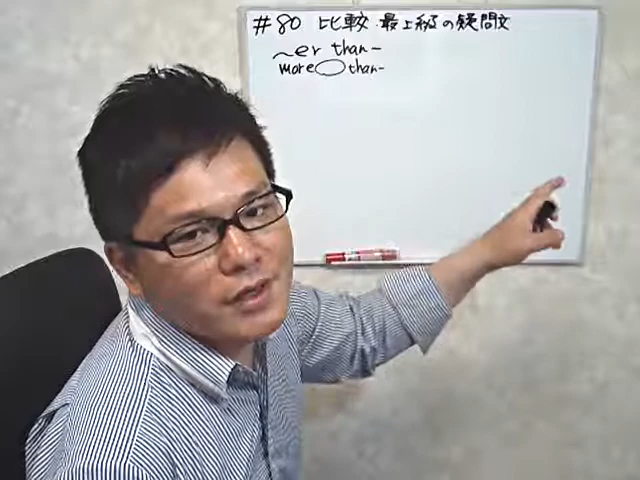 #80 比較・最上級の疑問文
～er than～
more ◯ than～